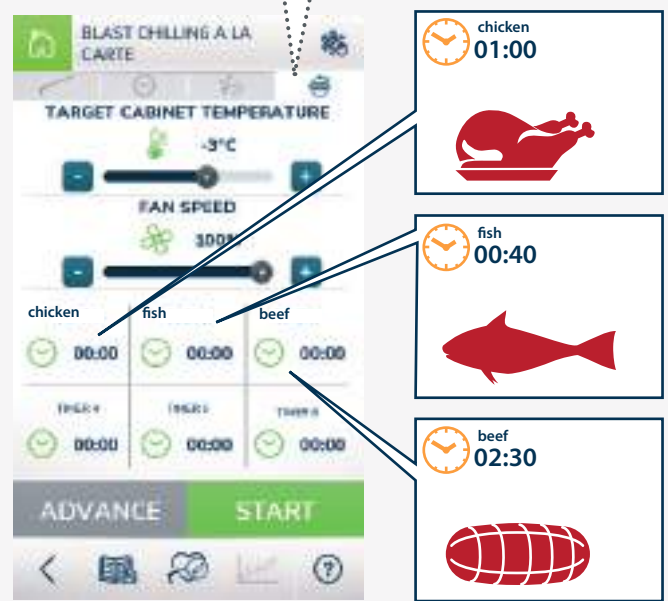 BLAST CHILLING A LA
CARTE
TARGET CABINET TEMPERATURE
-3°C
- +
FAN SPEED
100%
- +
chicken fish beef
00:00 00:00 00:00
TIMER 4 TIMER 5 TIMER 6
00:00 00:00 00:00
ADVANCE START
?
chicken
01:00
fish
00:40
beef
02:30